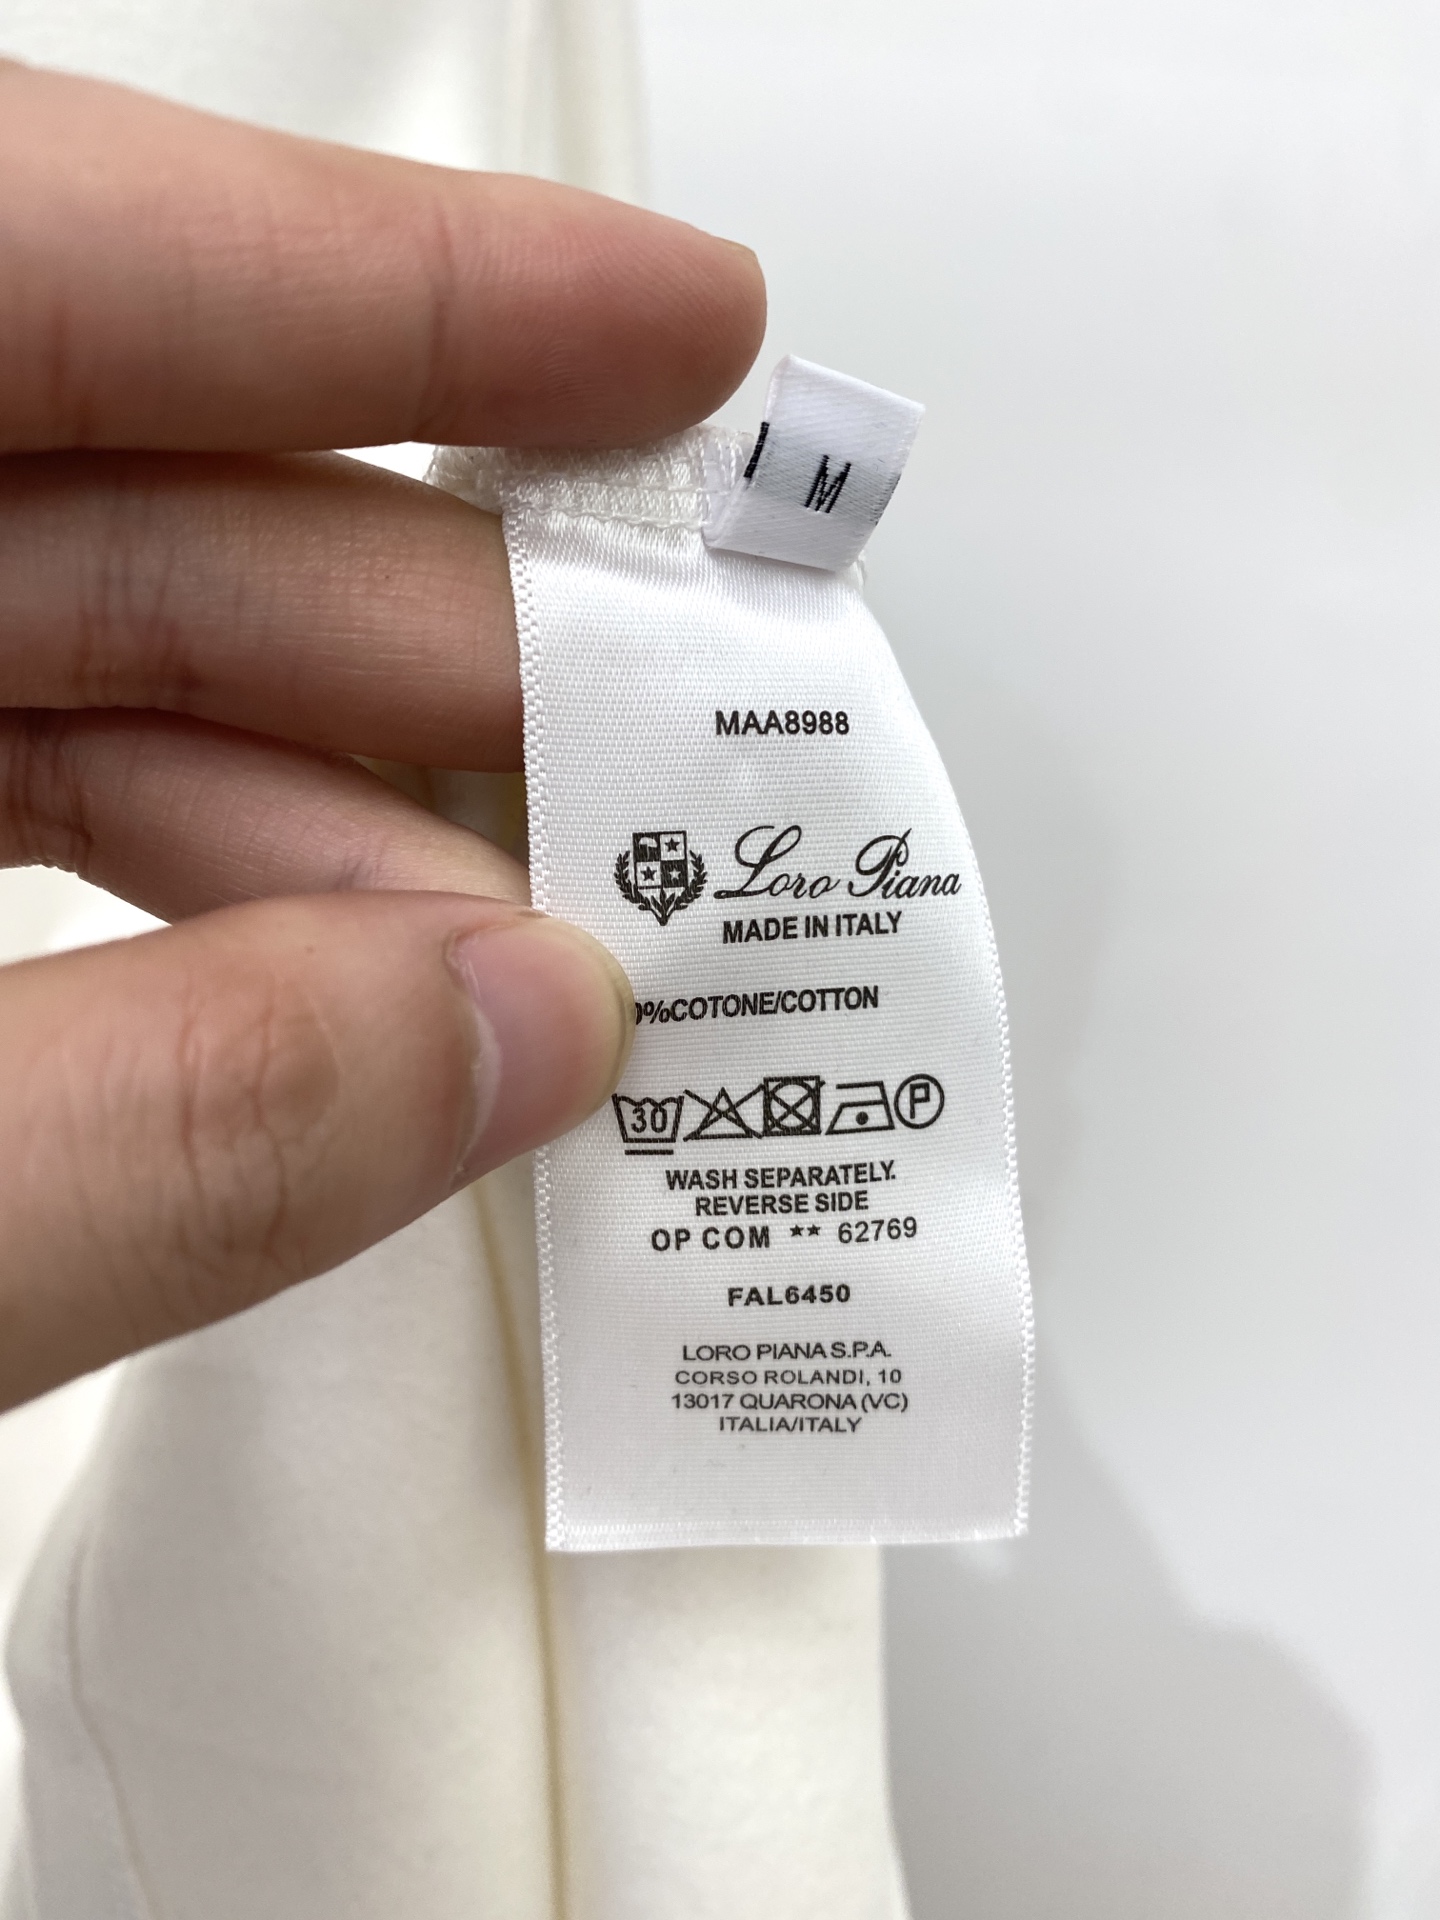 M
MAA8988
Loro Piana
MADE IN ITALY
0%COTONE/COTTON
30 P
WASH SEPARATELY.
REVERSE SIDE
OP COM ** 62769
FAL6450
LORO PIANA S.P.A.
CORSO ROLANDI, 10
13017 QUARONA (VC)
ITALIA/ITALY